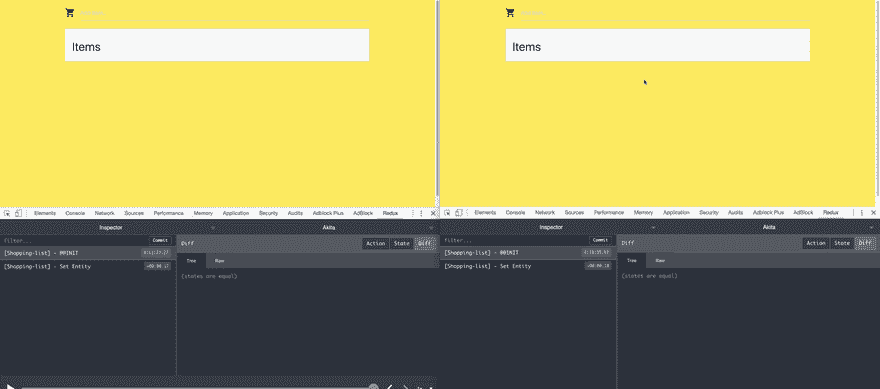 Items
Items
Elements Console Network Sources Performance Memory Application Security Audits Adblock Plus AdBlock Redux
Inspector Akita
filter... Commit Diff Action State Diff
[Shopping-list] - @@INIT Tree Raw
[Shopping-list] - Set Entity (states are equal)
Elements Console Network Sources Performance Memory Application Security Audits Adblock Plus AdBlock Redux
Inspector Akita
filter... Commit Diff Action State Diff
[Shopping-list] - @@INIT Tree Raw
[Shopping-list] - Set Entity (states are equal)